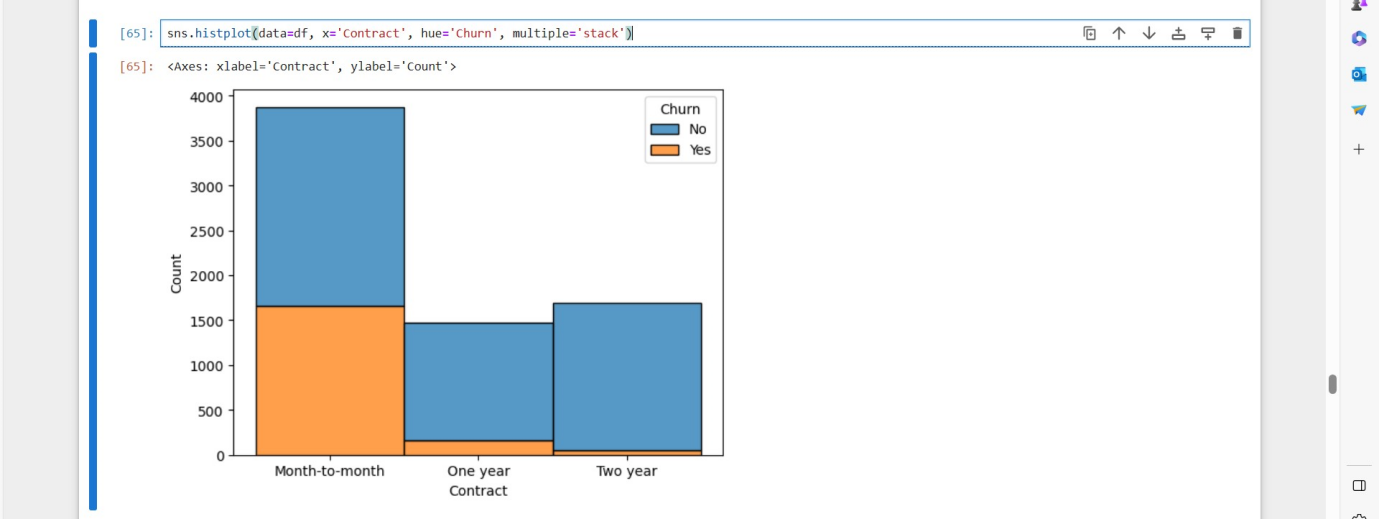 [65]: sns.histplot(data=df, x='Contract', hue='Churn', multiple='stack')
[65]: <Axes: xlabel='Contract', ylabel='Count'>
Churn
No
Yes
4000
3500
3000
2500
2000
1500
1000
500
0
Count
Month-to-month One year Two year
Contract